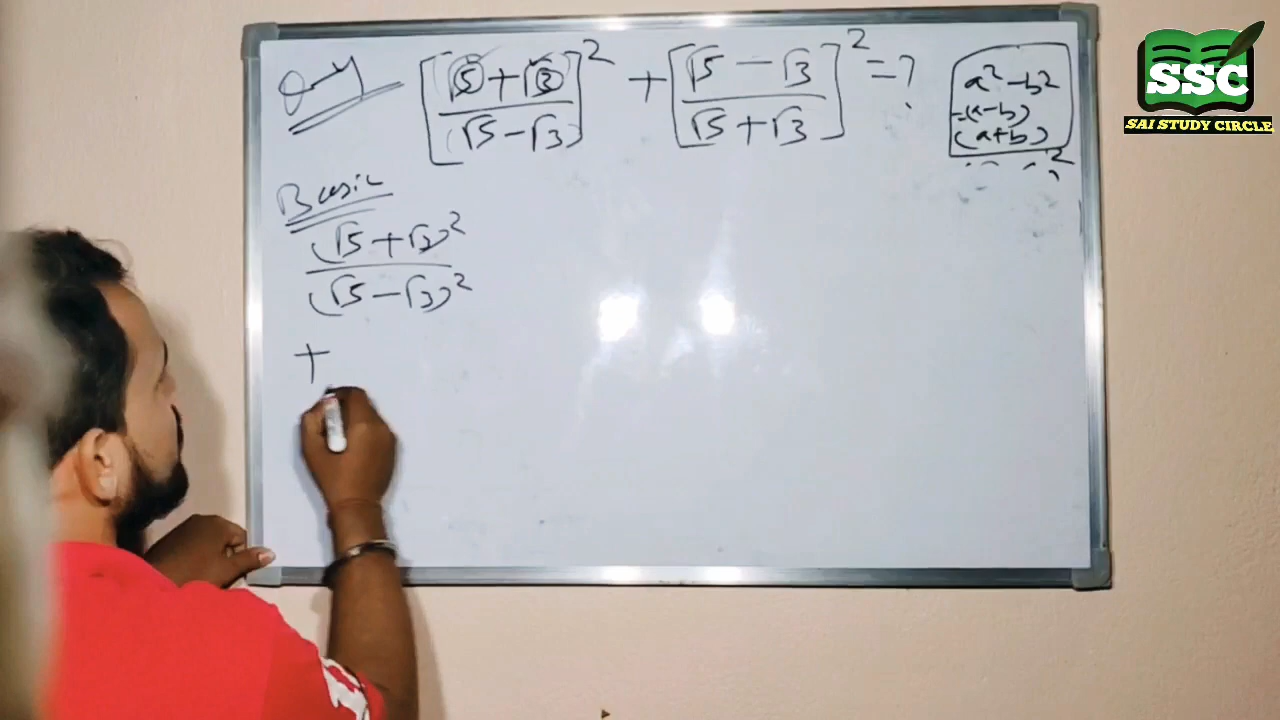 [(√5 + √3)/(√5 − √3)]² + [(√5 − √3)/(√5 + √3)]² = ?
a² − b²
= (a − b)
(a + b)
SSC
SAI STUDY CIRCLE
Basic
(√5 + √3)²
(√5 − √3)²
+